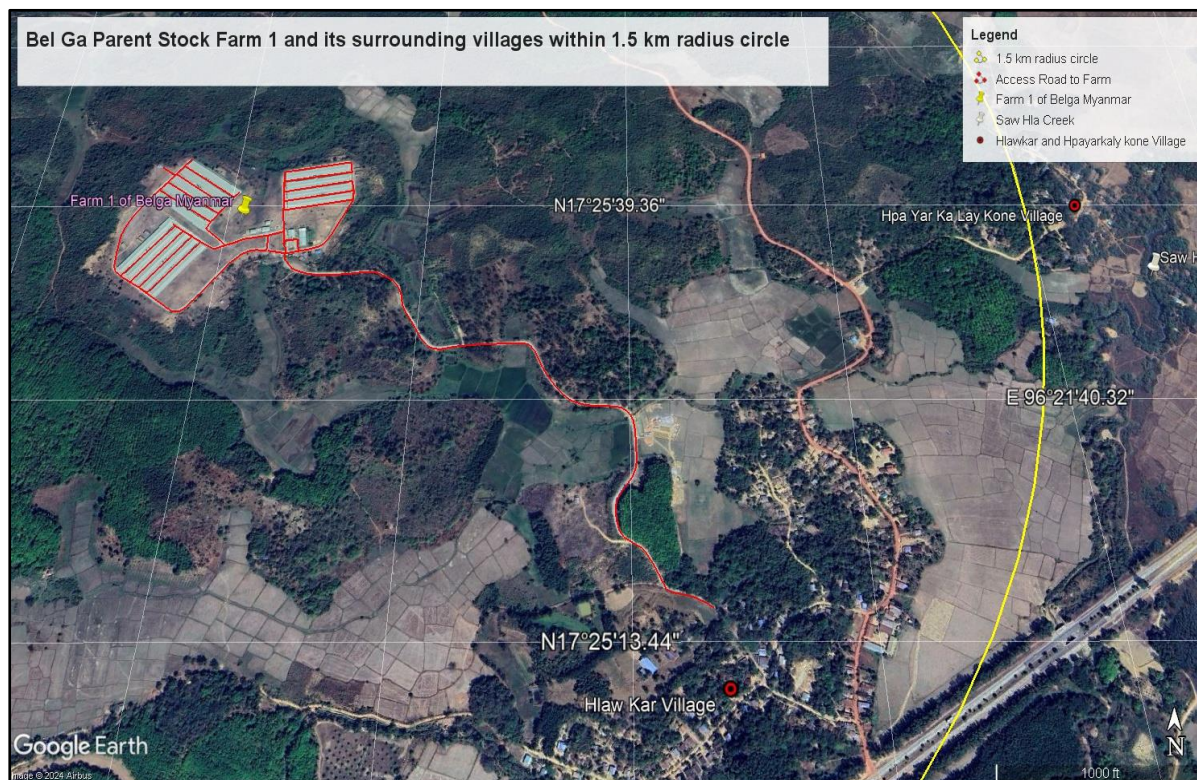 Bel Ga Parent Stock Farm 1 and its surrounding villages within 1.5 km radius circle
Legend
1.5 km radius circle
Access Road to Farm
Farm 1 of Belga Myanmar
Saw Hla Creek
Hlawkar and Hpayarkaly kone Village
Farm 1 of Belga Myanmar
N17°25'39.36"
Hpa Yar Ka Lay Kone Village
Saw H
E 96°21'40.32"
N17°25'13.44"
Hlaw Kar Village
Google Earth
N
Image © 2024 Airbus
1000 ft